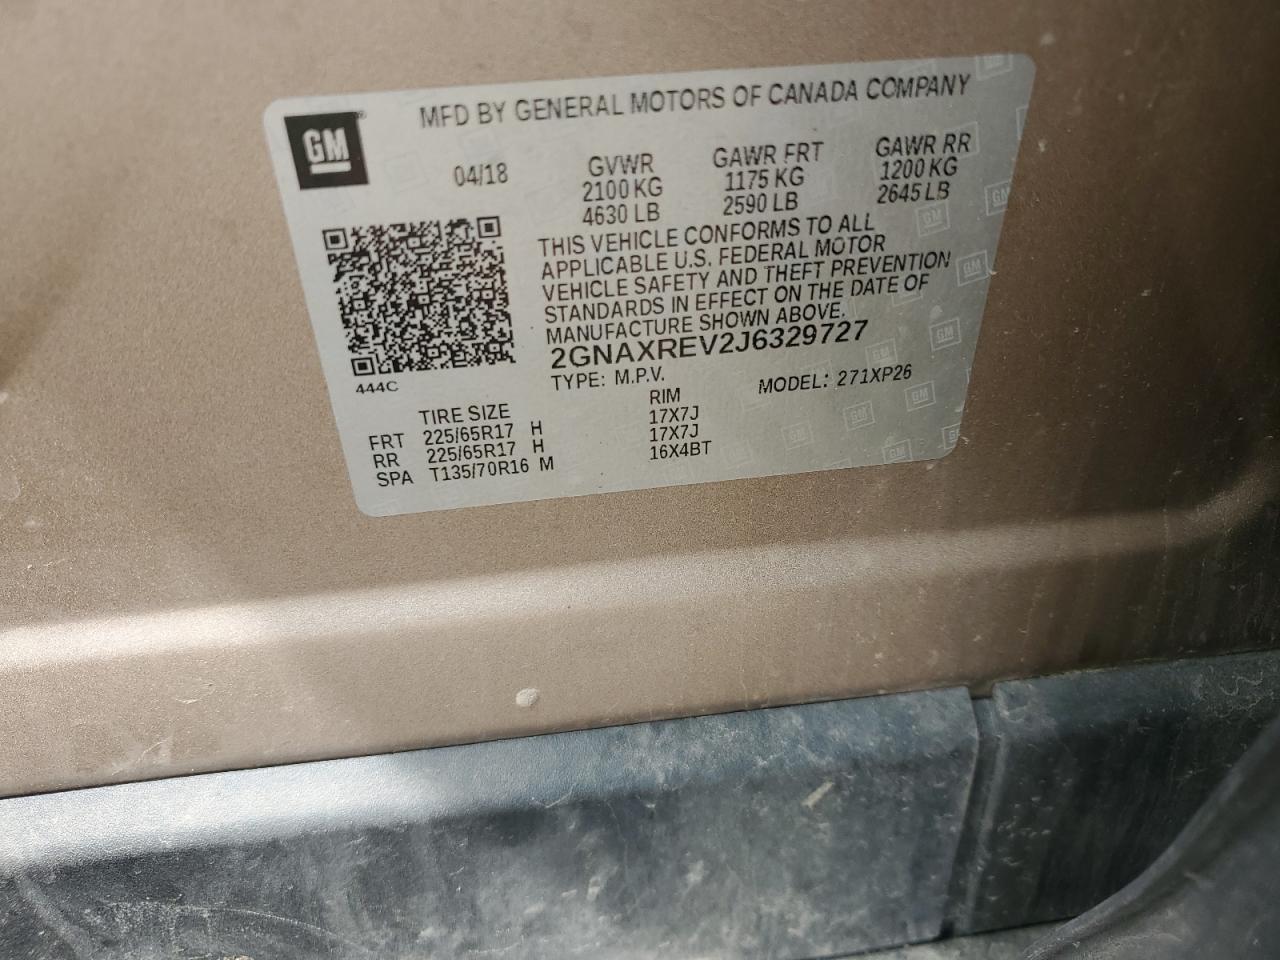 MFD BY GENERAL MOTORS OF CANADA COMPANY
GM
04/18
GVWR
2100 KG
4630 LB
GAWR FRT
1175 KG
2590 LB
GAWR RR
1200 KG
2645 LB
THIS VEHICLE CONFORMS TO ALL
APPLICABLE U.S. FEDERAL MOTOR
VEHICLE SAFETY AND THEFT PREVENTION
STANDARDS IN EFFECT ON THE DATE OF
MANUFACTURE SHOWN ABOVE.
2GNAXREV2J6329727
TYPE: M.P.V. MODEL: 271XP26
444C
TIRE SIZE RIM
FRT 225/65R17 H 17X7J
RR 225/65R17 H 17X7J
SPA T135/70R16 M 16X4BT